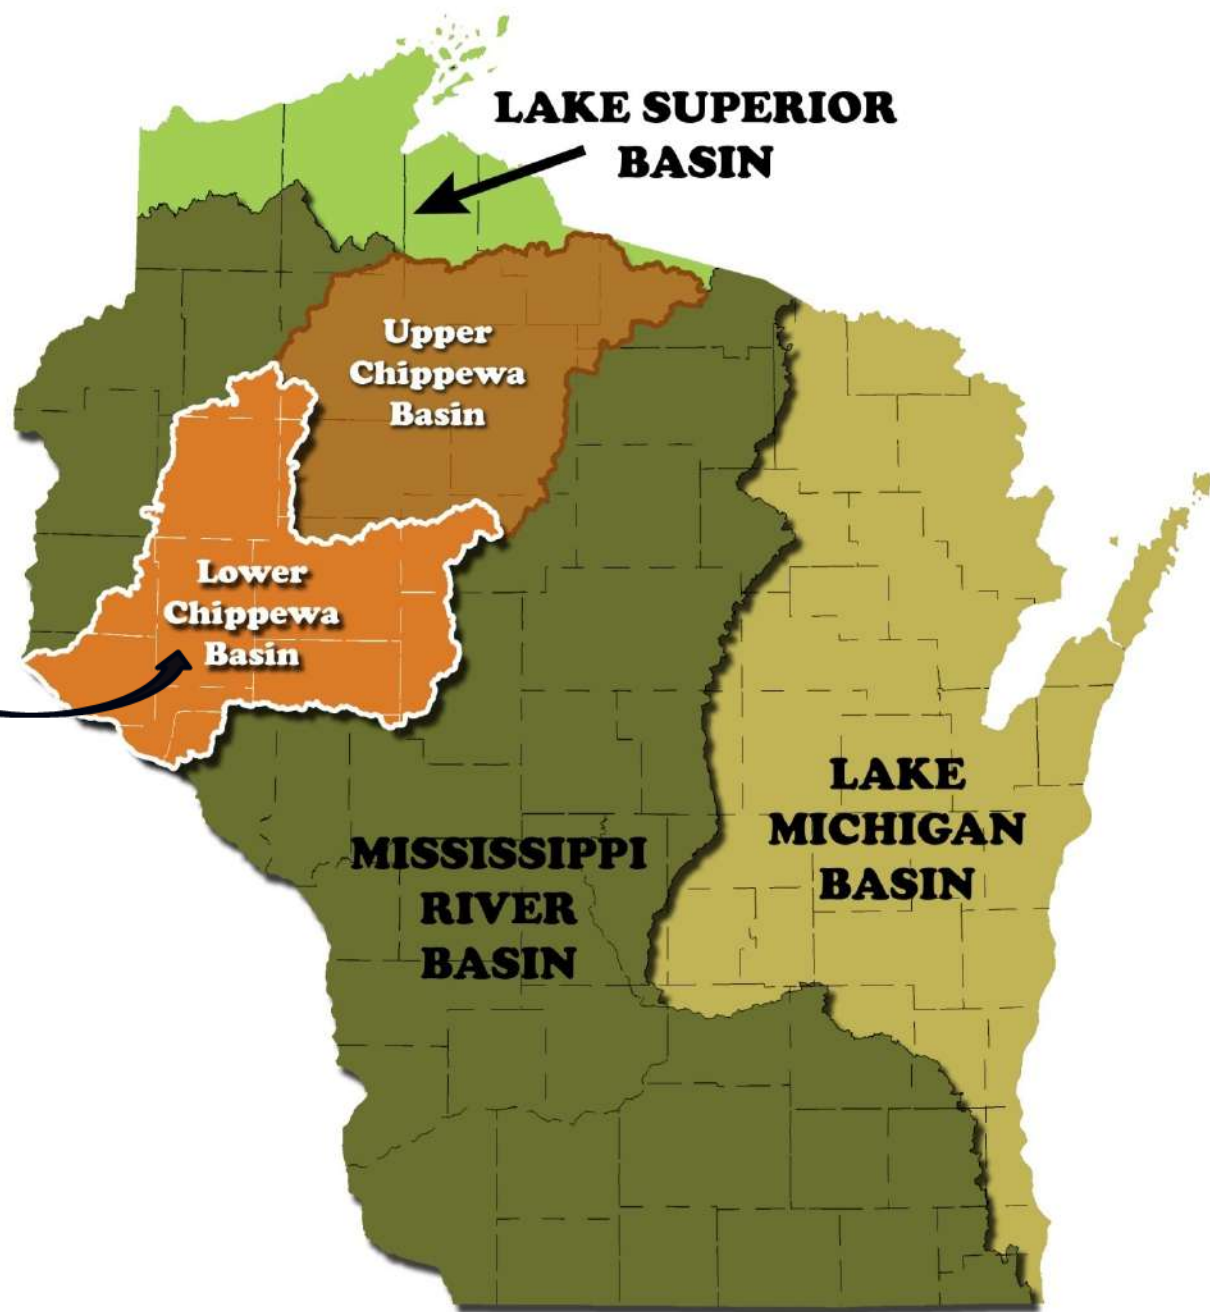 LAKE SUPERIOR
BASIN
Upper
Chippewa
Basin
Lower
Chippewa
Basin
LAKE
MICHIGAN
BASIN
MISSISSIPPI
RIVER
BASIN